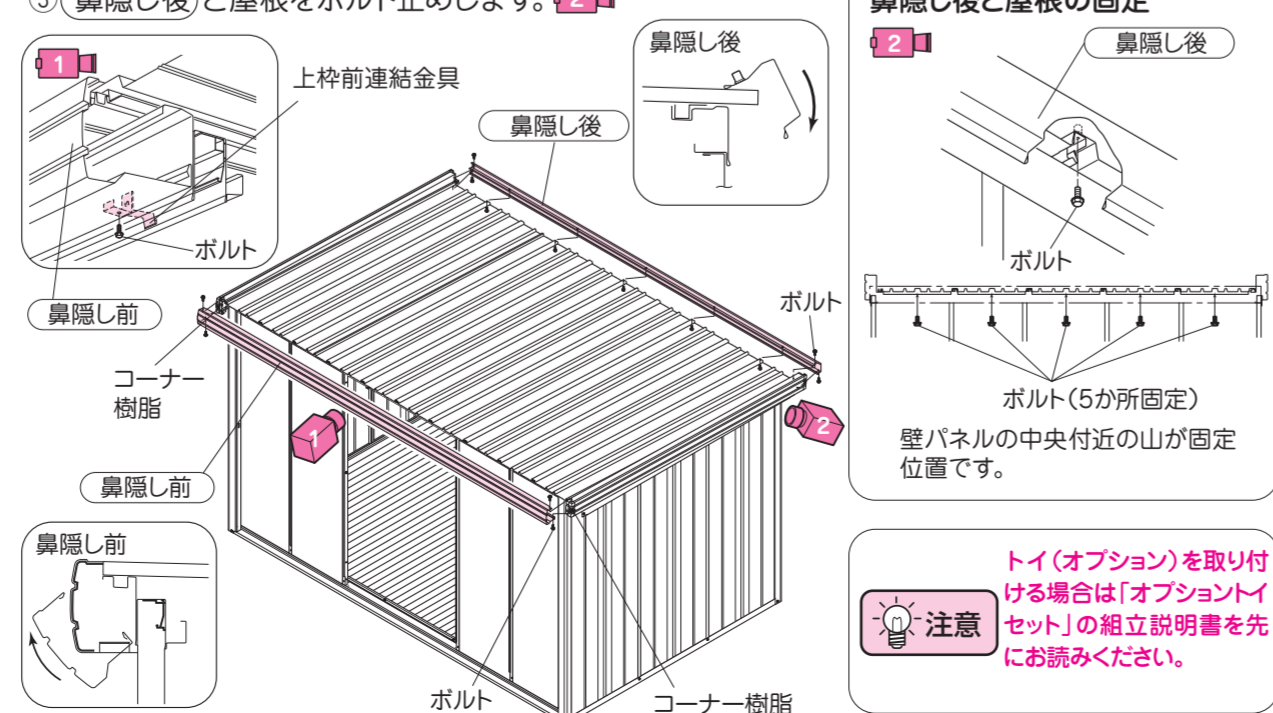 ③鼻隠し後と屋根をボルト止めします。2
1
上枠前連結金具
ボルト
鼻隠し前
鼻隠し後
鼻隠し後
ボルト
コーナー
樹脂
1
2
鼻隠し前
鼻隠し前
ボルト
コーナー樹脂
鼻隠し後と屋根の固定
2
鼻隠し後
ボルト
ボルト(5か所固定)
壁パネルの中央付近の山が固定
位置です。
注意
トイ(オプション)を取り付
ける場合は「オプショントイ
セット」の組立説明書を先
にお読みください。